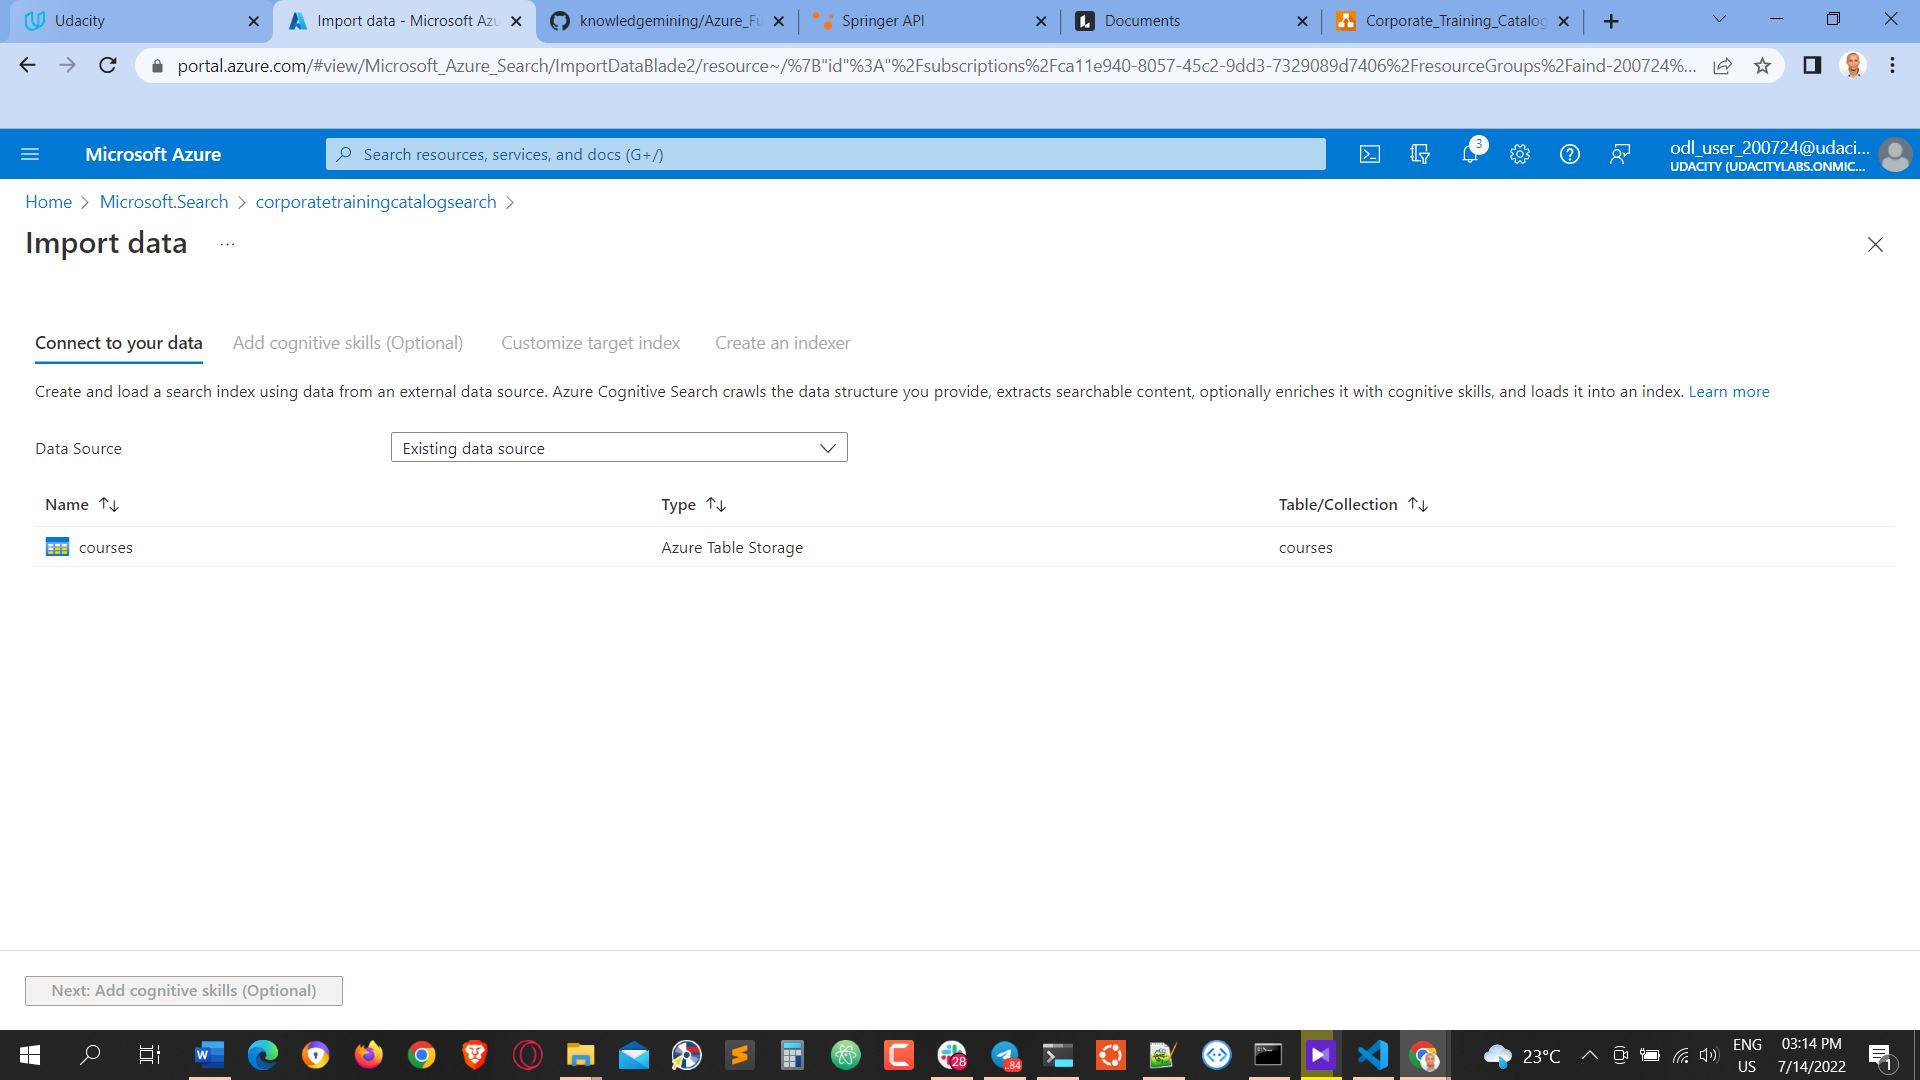 Udacity
Import data - Microsoft Azu
knowledgemining/Azure_Fu
Springer API
Documents
Corporate_Training_Catalog
portal.azure.com/#view/Microsoft_Azure_Search/ImportDataBlade2/resource~/%7B"id"%3A"%2Fsubscriptions%2Fca11e940-8057-45c2-9dd3-7329089d7406%2FresourceGroups%2Faind-200724%...
Microsoft Azure
Search resources, services, and docs (G+/)
3
odl_user_200724@udaci...
UDACITY (UDACITYLABS.ONMIC...
Home > Microsoft.Search > corporatetrainingcatalogsearch >
Import data ...
Connect to your data
Add cognitive skills (Optional)
Customize target index
Create an indexer
Create and load a search index using data from an external data source. Azure Cognitive Search crawls the data structure you provide, extracts searchable content, optionally enriches it with cognitive skills, and loads it into an index. Learn more
Data Source
Existing data source
Name
Type
Table/Collection
courses
Azure Table Storage
courses
Next: Add cognitive skills (Optional)
28
84
23°C
ENG
US
03:14 PM
7/14/2022
1